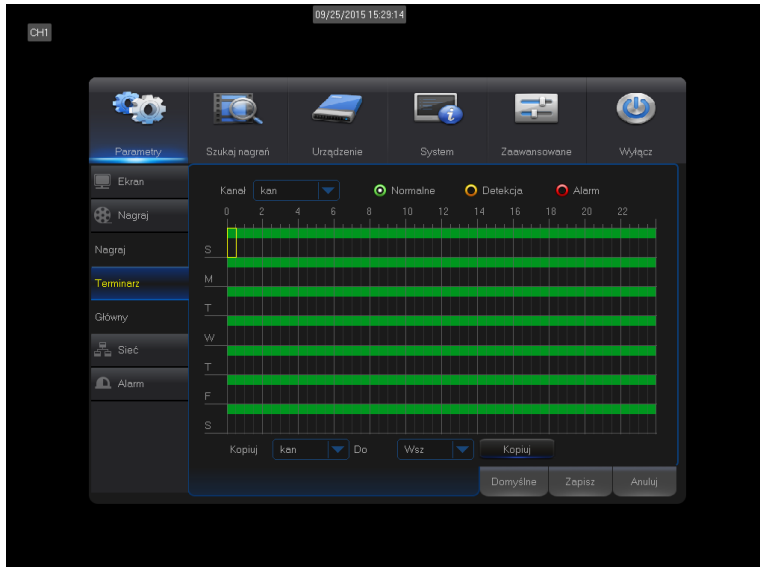 09/25/2015 15:29:14
CH1
Parametry Szukaj nagrań Urządzenie System Zaawansowane Wyłącz
Ekran
Nagraj
Nagraj
Terminarz
Główny
Sieć
Alarm
Kanał kan Normalne Detekcja Alarm
0 2 4 6 8 10 12 14 16 18 20 22
S
M
T
W
T
F
S
Kopiuj kan Do Wsz Kopiuj
Domyślne Zapisz Anuluj